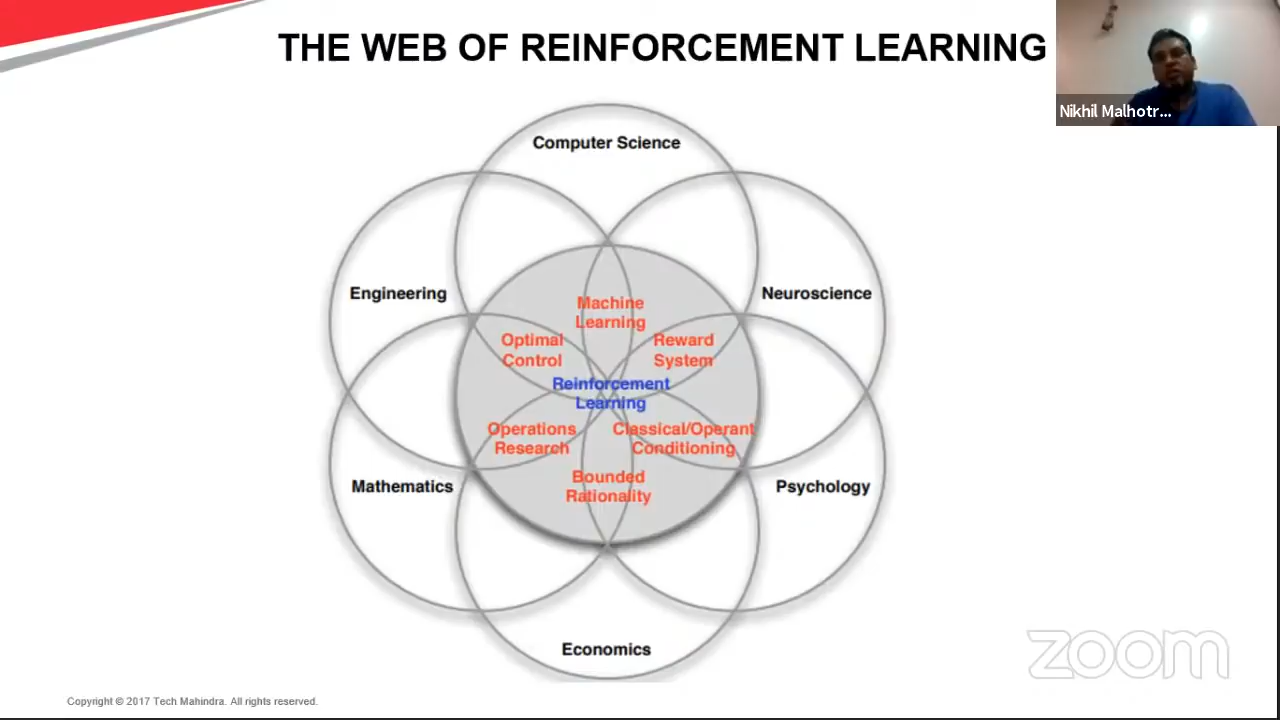 THE WEB OF REINFORCEMENT LEARNING
Nikhil Malhotr...
Computer Science
Engineering
Neuroscience
Machine
Learning
Optimal
Control
Reward
System
Reinforcement
Learning
Operations
Research
Classical/Operant
Conditioning
Bounded
Rationality
Mathematics
Psychology
Economics
zoom
Copyright © 2017 Tech Mahindra. All rights reserved.